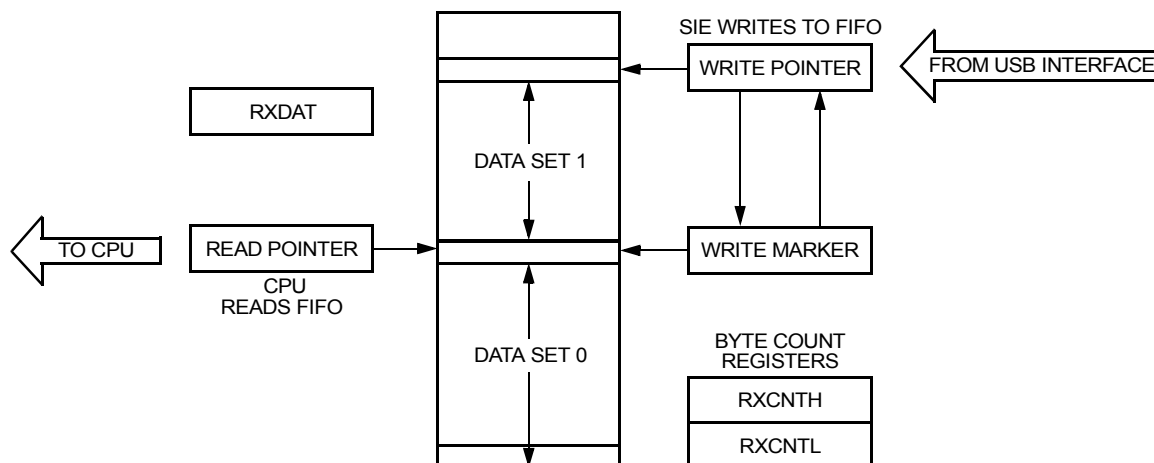 SIE WRITES TO FIFO
WRITE POINTER
FROM USB INTERFACE
RXDAT
DATA SET 1
TO CPU
READ POINTER
WRITE MARKER
CPU
READS FIFO
BYTE COUNT
REGISTERS
DATA SET 0
RXCNTH
RXCNTL